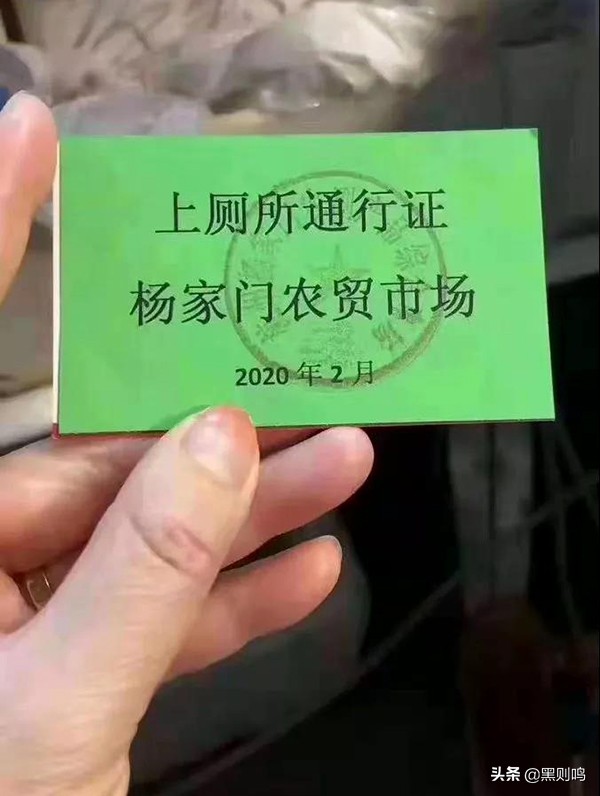 上厕所通行证
杨家门农贸市场
2020 年 2 月
头条 @黑则鸣